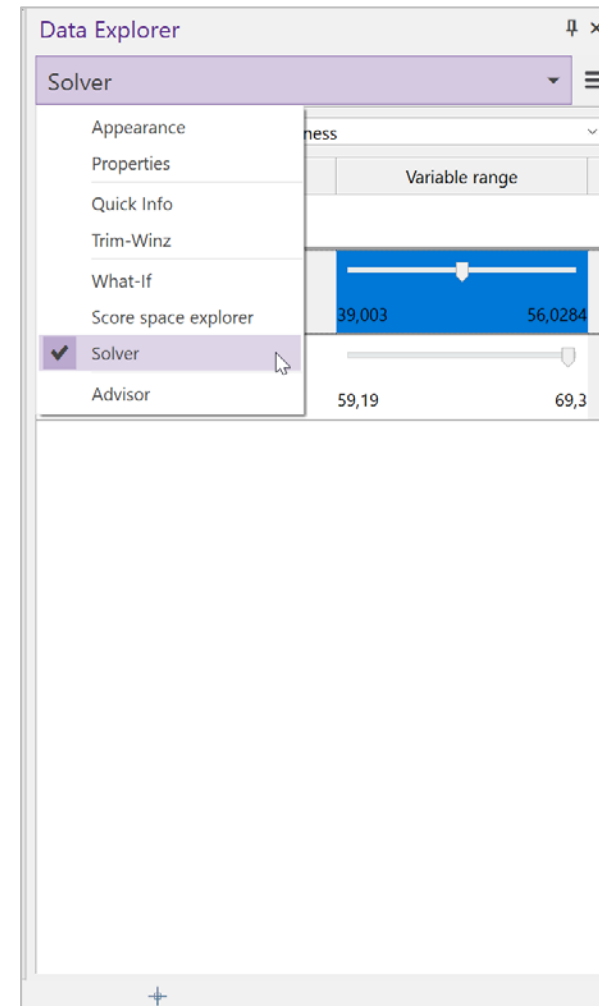 Data Explorer
Solver
Appearance
ness
Properties
Variable range
Quick Info
Trim-Winz
What-If
Score space explorer
39,003 56,0284
Solver
Advisor
59,19 69,3